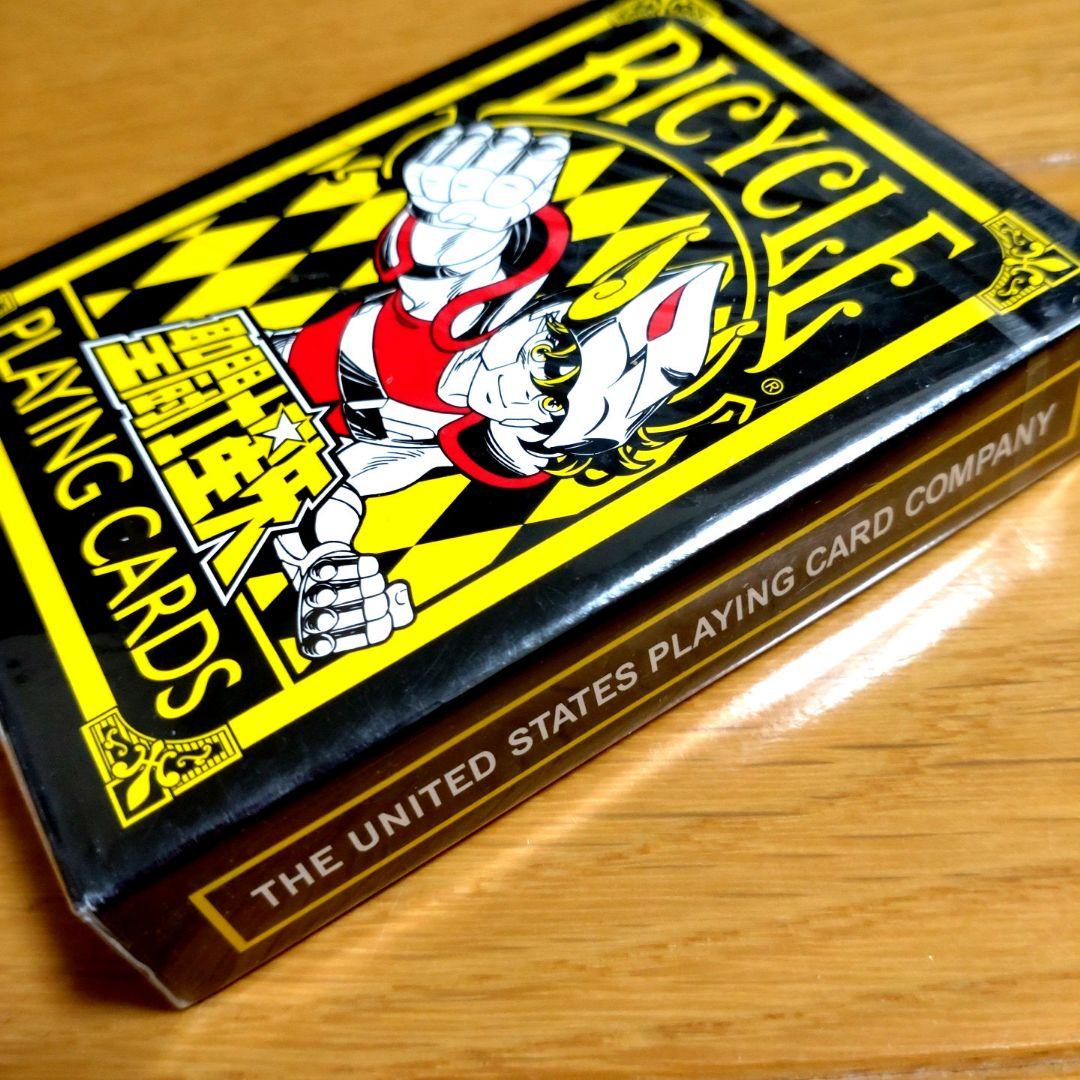 BICYCLE®
聖闘士星矢
PLAYING CARDS
THE UNITED STATES PLAYING CARD COMPANY